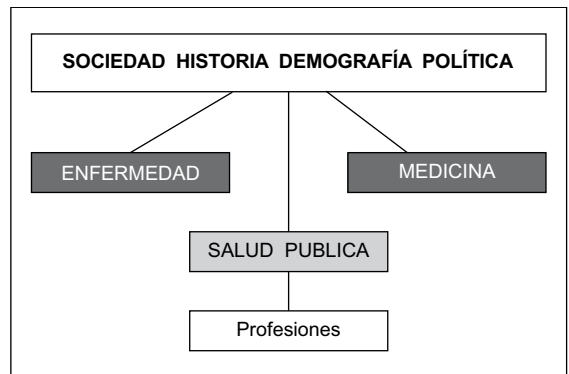 SOCIEDAD HISTORIA DEMOGRAFÍA POLÍTICA
ENFERMEDAD
MEDICINA
SALUD PUBLICA
Profesiones